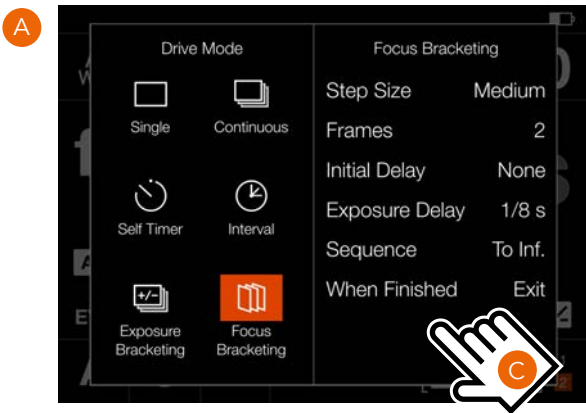 A
Drive Mode
Single
Continuous
Self Timer
Interval
+/-
Exposure
Bracketing
Focus
Bracketing
Focus Bracketing
Step Size Medium
Frames 2
Initial Delay None
Exposure Delay 1/8 s
Sequence To Inf.
When Finished Exit
C